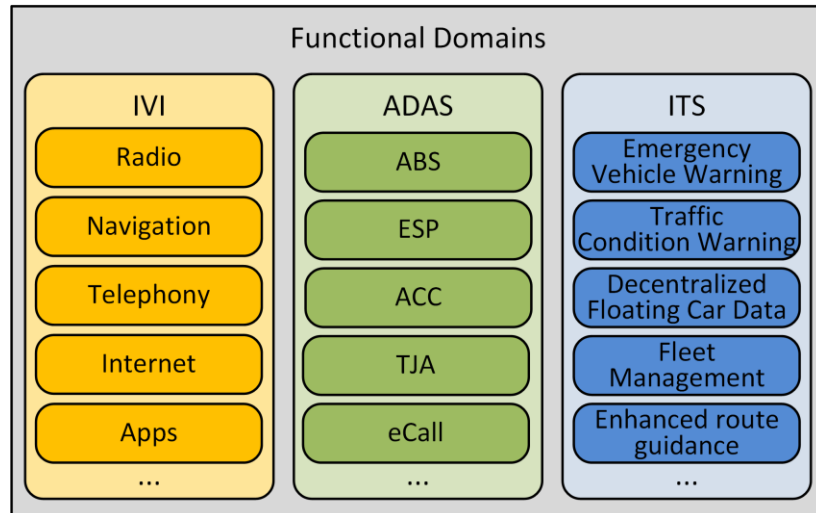 Functional Domains
IVI
Radio
Navigation
Telephony
Internet
Apps
...
ADAS
ABS
ESP
ACC
TJA
eCall
...
ITS
Emergency
Vehicle Warning
Traffic
Condition Warning
Decentralized
Floating Car Data
Fleet
Management
Enhanced route
guidance
...